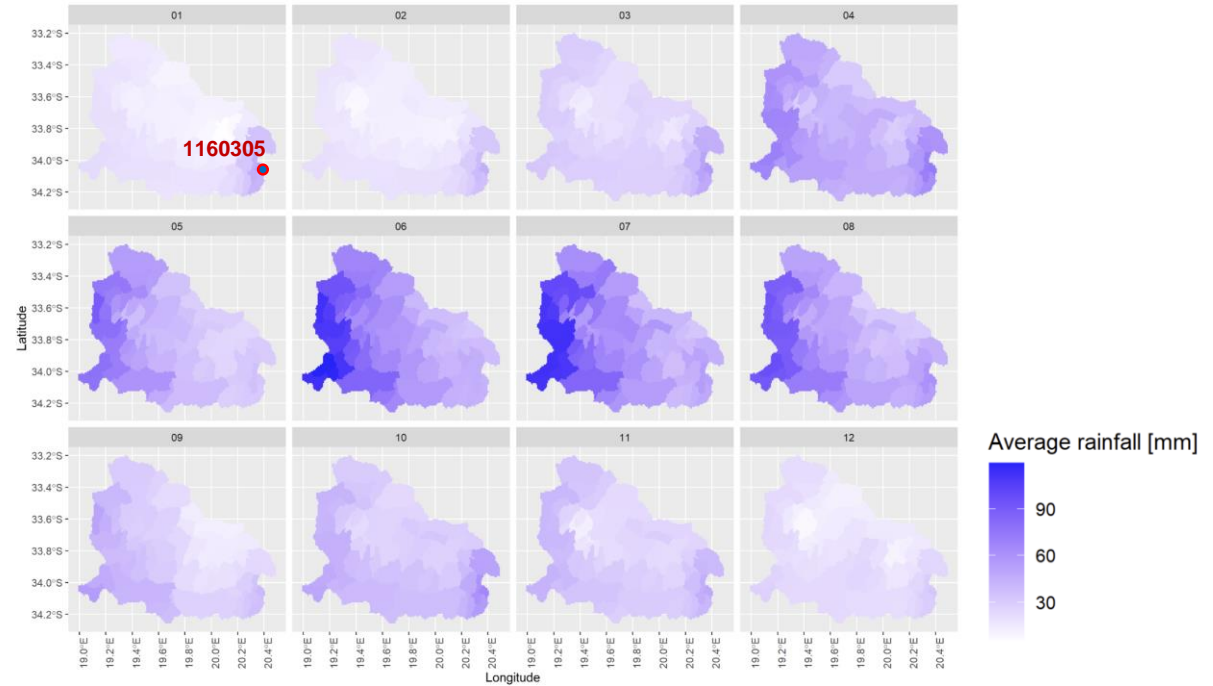 01 02 03 04
33.2°S
33.4°S
33.6°S
33.8°S
34.0°S
34.2°S
1160305
05 06 07 08
33.2°S
33.4°S
33.6°S
33.8°S
34.0°S
34.2°S
Latitude
09 10 11 12
33.2°S
33.4°S
33.6°S
33.8°S
34.0°S
34.2°S
19.0°E 19.2°E 19.4°E 19.6°E 19.8°E 20.0°E 20.2°E 20.4°E 19.0°E 19.2°E 19.4°E 19.6°E 19.8°E 20.0°E 20.2°E 20.4°E 19.0°E 19.2°E 19.4°E 19.6°E 19.8°E 20.0°E 20.2°E 20.4°E 19.0°E 19.2°E 19.4°E 19.6°E 19.8°E 20.0°E 20.2°E 20.4°E
Longitude
Average rainfall [mm]
90
60
30